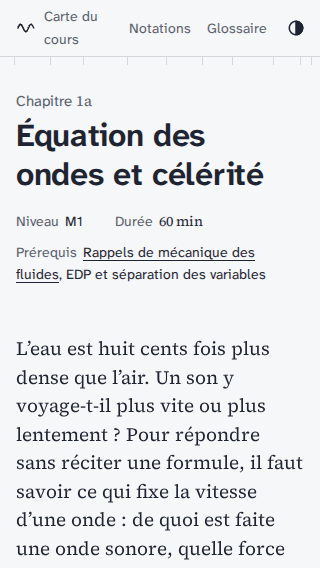 Carte du
cours
Notations
Glossaire
Chapitre 1a
Équation des
ondes et célérité
Niveau M1 Durée 60 min
Prérequis Rappels de mécanique des
fluides, EDP et séparation des variables
L’eau est huit cents fois plus
dense que l’air. Un son y
voyage-t-il plus vite ou plus
lentement ? Pour répondre
sans réciter une formule, il faut
savoir ce qui fixe la vitesse
d’une onde : de quoi est faite
une onde sonore, quelle force